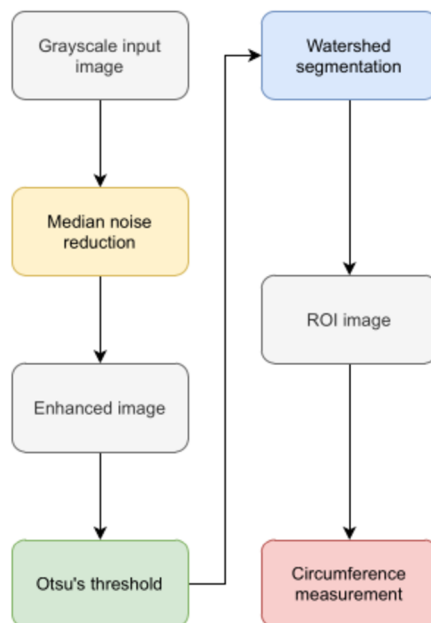 Grayscale input
image
Median noise
reduction
Enhanced image
Otsu's threshold
Watershed
segmentation
ROI image
Circumference
measurement